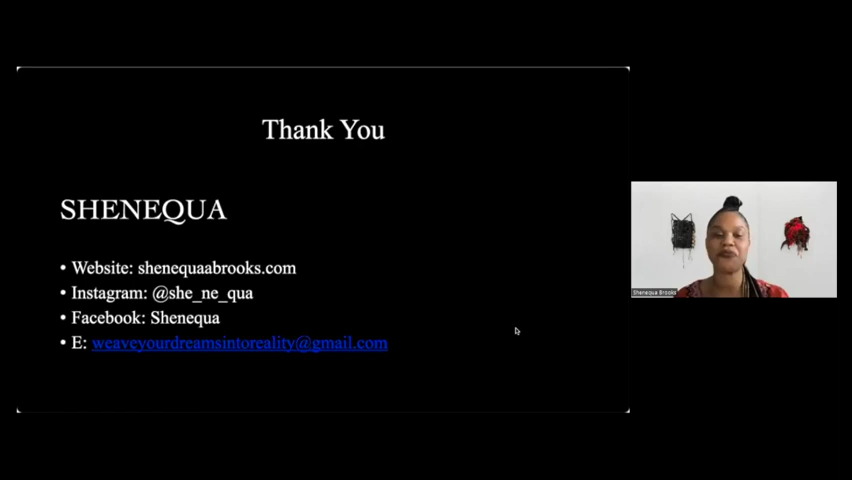 Thank You
SHENEQUA
• Website: shenequaabrooks.com
• Instagram: @she_ne_qua
• Facebook: Shenequa
• E: weaveyourdreamsintoreality@gmail.com
Shenequa Brooks